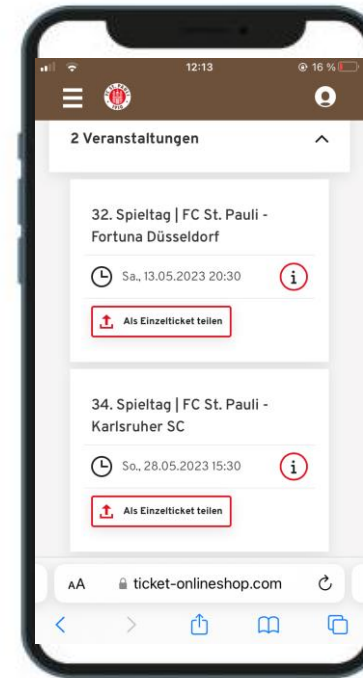 12:13
16 %
2 Veranstaltungen
32. Spieltag | FC St. Pauli -
Fortuna Düsseldorf
Sa., 13.05.2023 20:30
i
Als Einzelticket teilen
34. Spieltag | FC St. Pauli -
Karlsruher SC
So., 28.05.2023 15:30
i
Als Einzelticket teilen
AA
ticket-onlineshop.com